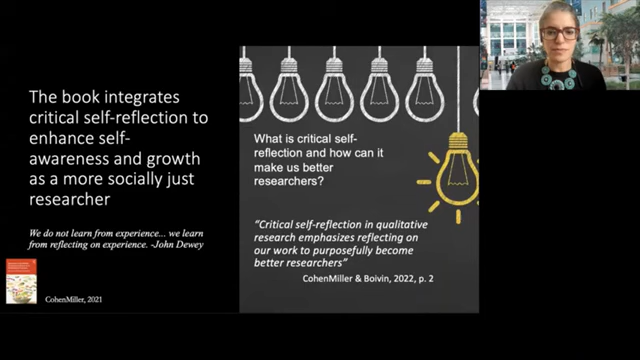 The book integrates
critical self-reflection to
enhance self-
awareness and growth
as a more socially just
researcher
We do not learn from experience... we learn
from reflecting on experience. -John Dewey
CohenMiller, 2021
What is critical self-
reflection and how can it
make us better
researchers?
"Critical self-reflection in qualitative
research emphasizes reflecting on
our work to purposefully become
better researchers"
CohenMiller & Boivin, 2022, p. 2